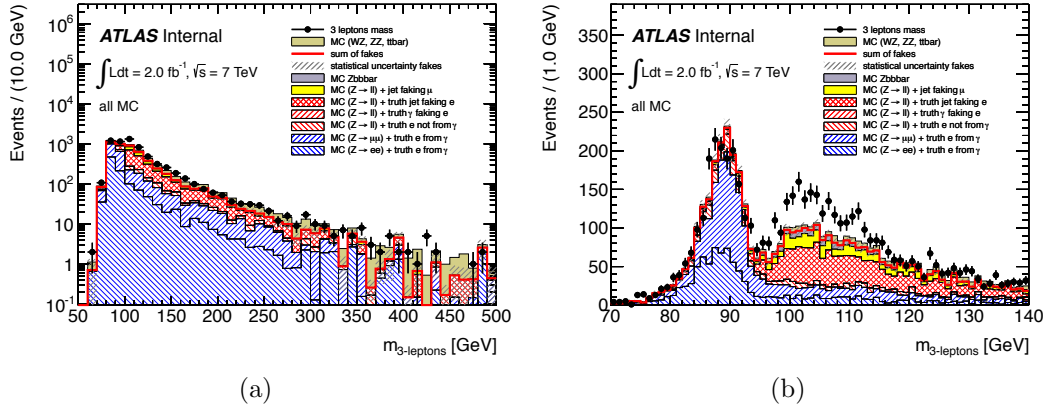 Events / (10.0 GeV)
10⁶
10⁵
10⁴
10³
10²
10
1
10⁻¹
ATLAS Internal
∫Ldt = 2.0 fb⁻¹, √s = 7 TeV
all MC
3 leptons mass
MC (WZ, ZZ, ttbar)
sum of fakes
statistical uncertainty fakes
MC Zbbbar
MC (Z → ll) + jet faking μ
MC (Z → ll) + truth jet faking e
MC (Z → ll) + truth γ faking e
MC (Z → ll) + truth e not from γ
MC (Z → μμ) + truth e from γ
MC (Z → ee) + truth e from γ
50 100 150 200 250 300 350 400 450 500
m3-leptons [GeV]
(a)
Events / (1.0 GeV)
350
300
250
200
150
100
50
0
ATLAS Internal
∫Ldt = 2.0 fb⁻¹, √s = 7 TeV
all MC
3 leptons mass
MC (WZ, ZZ, ttbar)
sum of fakes
statistical uncertainty fakes
MC Zbbbar
MC (Z → ll) + jet faking μ
MC (Z → ll) + truth jet faking e
MC (Z → ll) + truth γ faking e
MC (Z → ll) + truth e not from γ
MC (Z → μμ) + truth e from γ
MC (Z → ee) + truth e from γ
70 80 90 100 110 120 130 140
m3-leptons [GeV]
(b)